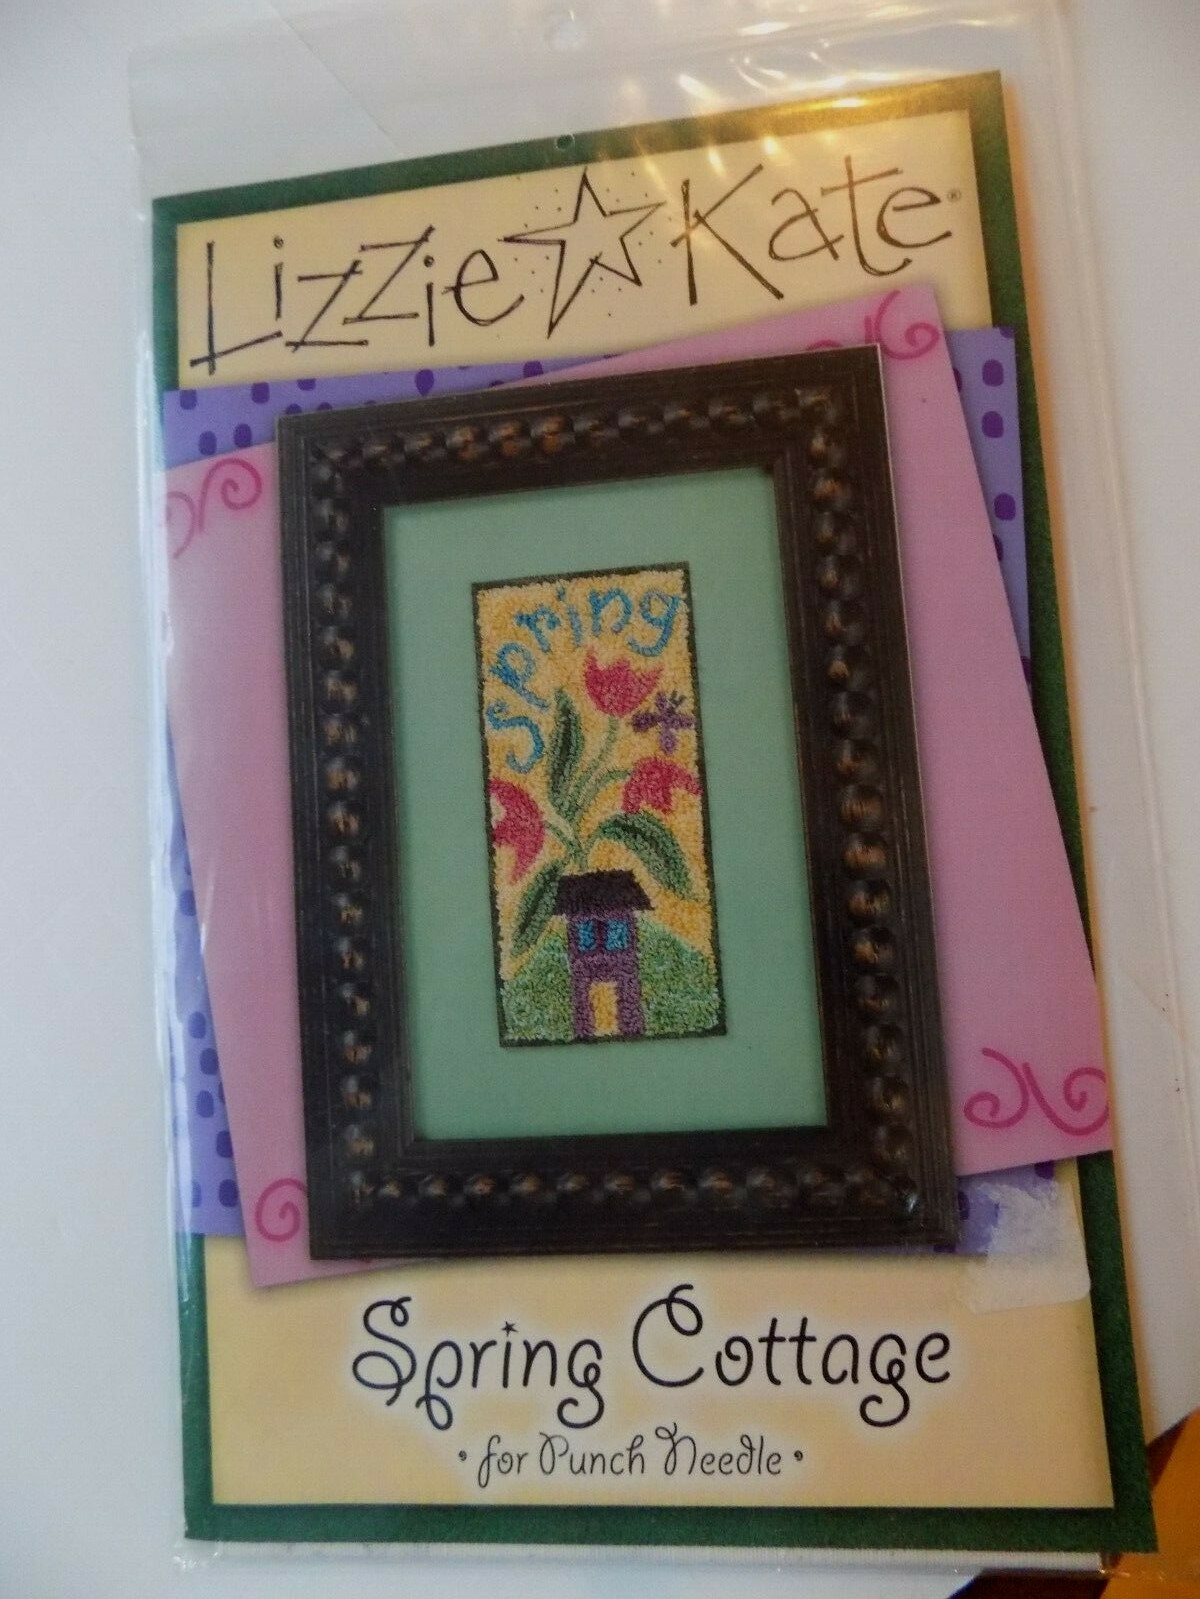 Lizzie Kate®
Spring
Spring Cottage
• for Punch Needle •